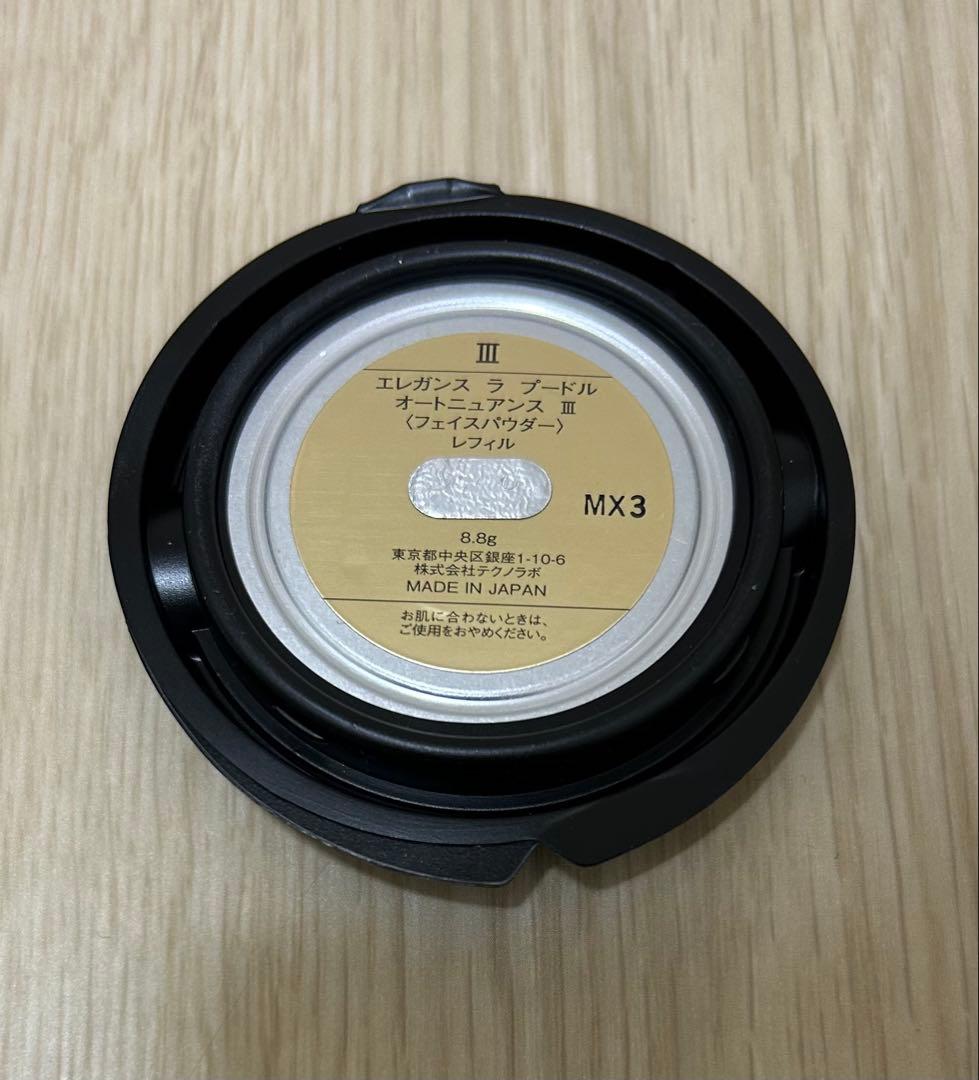 Ⅲ
エレガンス ラ プードル
オートニュアンス Ⅲ
〈フェイスパウダー〉
レフィル
MX3
8.8g
東京都中央区銀座1-10-6
株式会社テクノラボ
MADE IN JAPAN
お肌に合わないときは、
ご使用をおやめください。